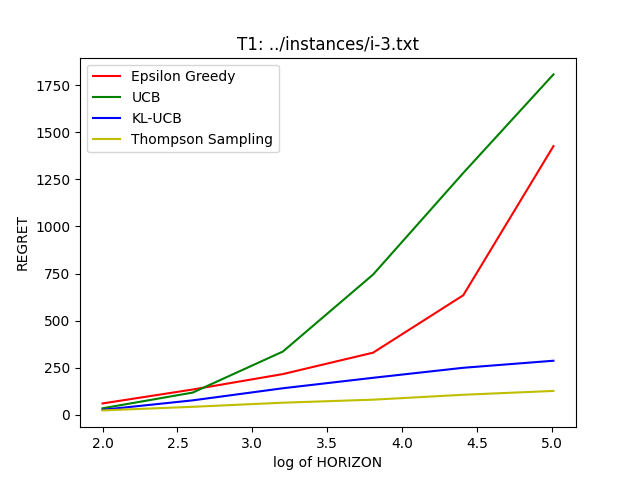 T1: ../instances/i-3.txt
Epsilon Greedy
UCB
KL-UCB
Thompson Sampling
REGRET
1750
1500
1250
1000
750
500
250
0
2.0 2.5 3.0 3.5 4.0 4.5 5.0
log of HORIZON